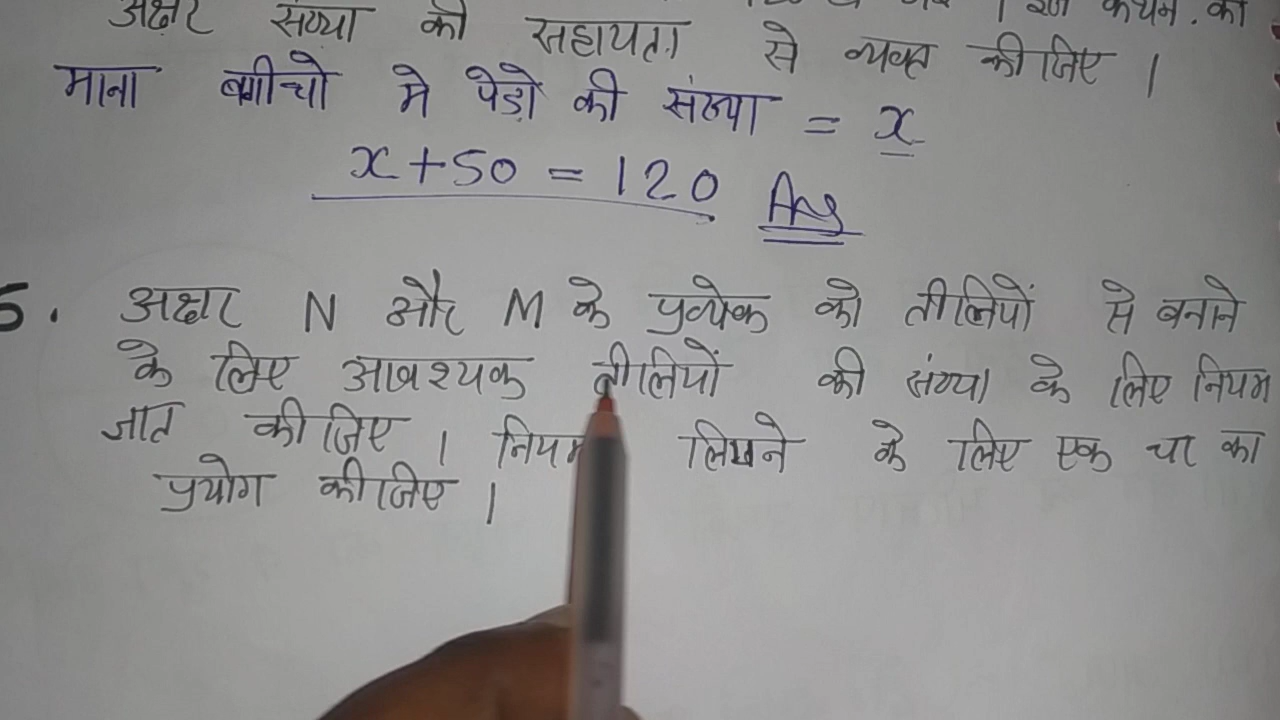 अक्षर संख्या की सहायता से व्यक्त कीजिए ।
माना बगीचो मे पेडो़ की संख्या = x
x + 50 = 120 Ans
5. अक्षर N और M के प्रत्येक को तीलियों से बनाने
के लिए आवश्यक तीलियों की संख्या के लिए नियम
ज्ञात कीजिए । नियम लिखने के लिए एक चर का
प्रयोग कीजिए ।